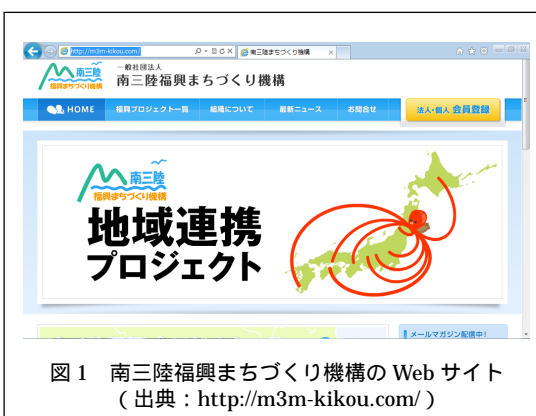 http://m3m-kikou.com/
南三陸福興まちづくり機構
南三陸
福興まちづくり機構
一般社団法人
南三陸福興まちづくり機構
HOME 福興プロジェクト一覧 組織について 最新ニュース お問合せ 法人・個人 会員登録
南三陸
福興まちづくり機構
地域連携
プロジェクト
メールマガジン配信中!
図 1 南三陸福興まちづくり機構の Web サイト
( 出典:http://m3m-kikou.com/ )